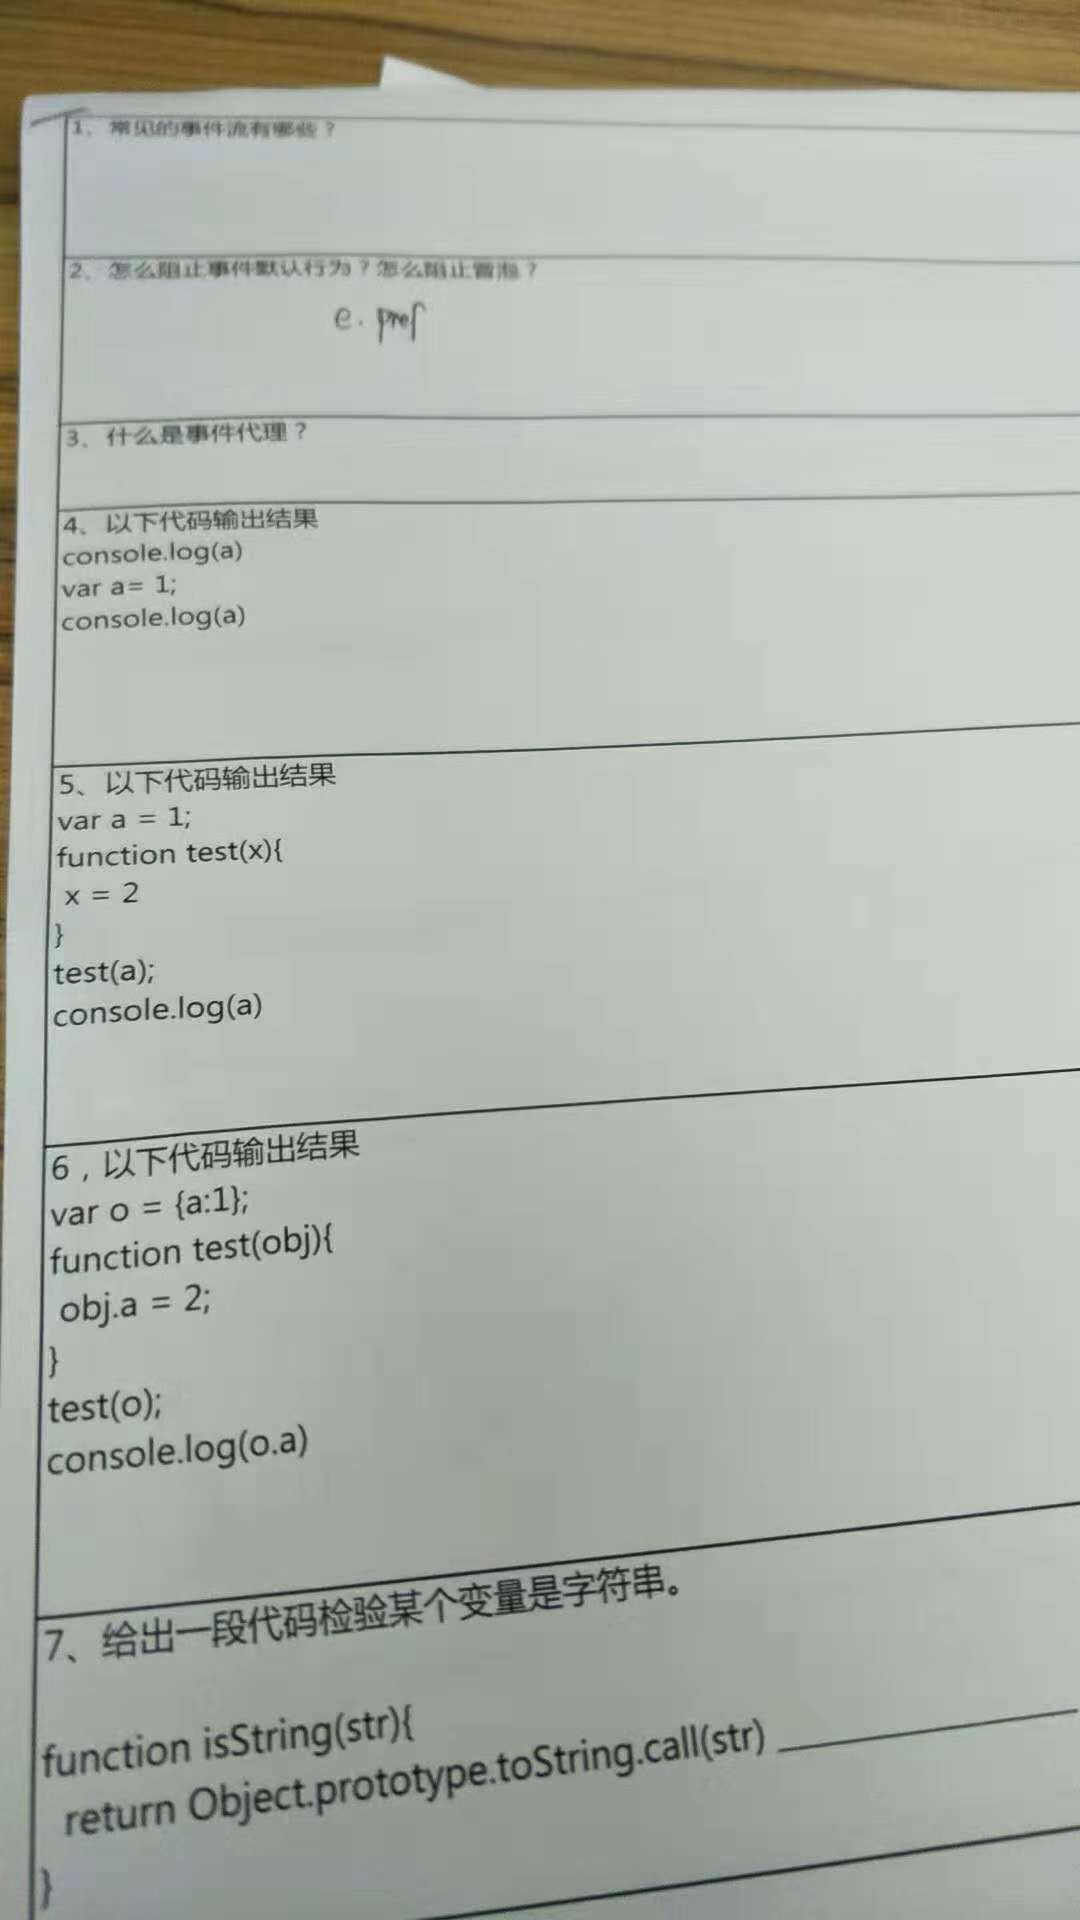 1、常见的事件流有哪些？
2、怎么阻止事件默认行为？怎么阻止冒泡？
e. pref
3、什么是事件代理？
4、以下代码输出结果
console.log(a)
var a= 1;
console.log(a)
5、以下代码输出结果
var a = 1;
function test(x){
x = 2
}
test(a);
console.log(a)
6，以下代码输出结果
var o = {a:1};
function test(obj){
obj.a = 2;
}
test(o);
console.log(o.a)
7、给出一段代码检验某个变量是字符串。
function isString(str){
return Object.prototype.toString.call(str) ________
}